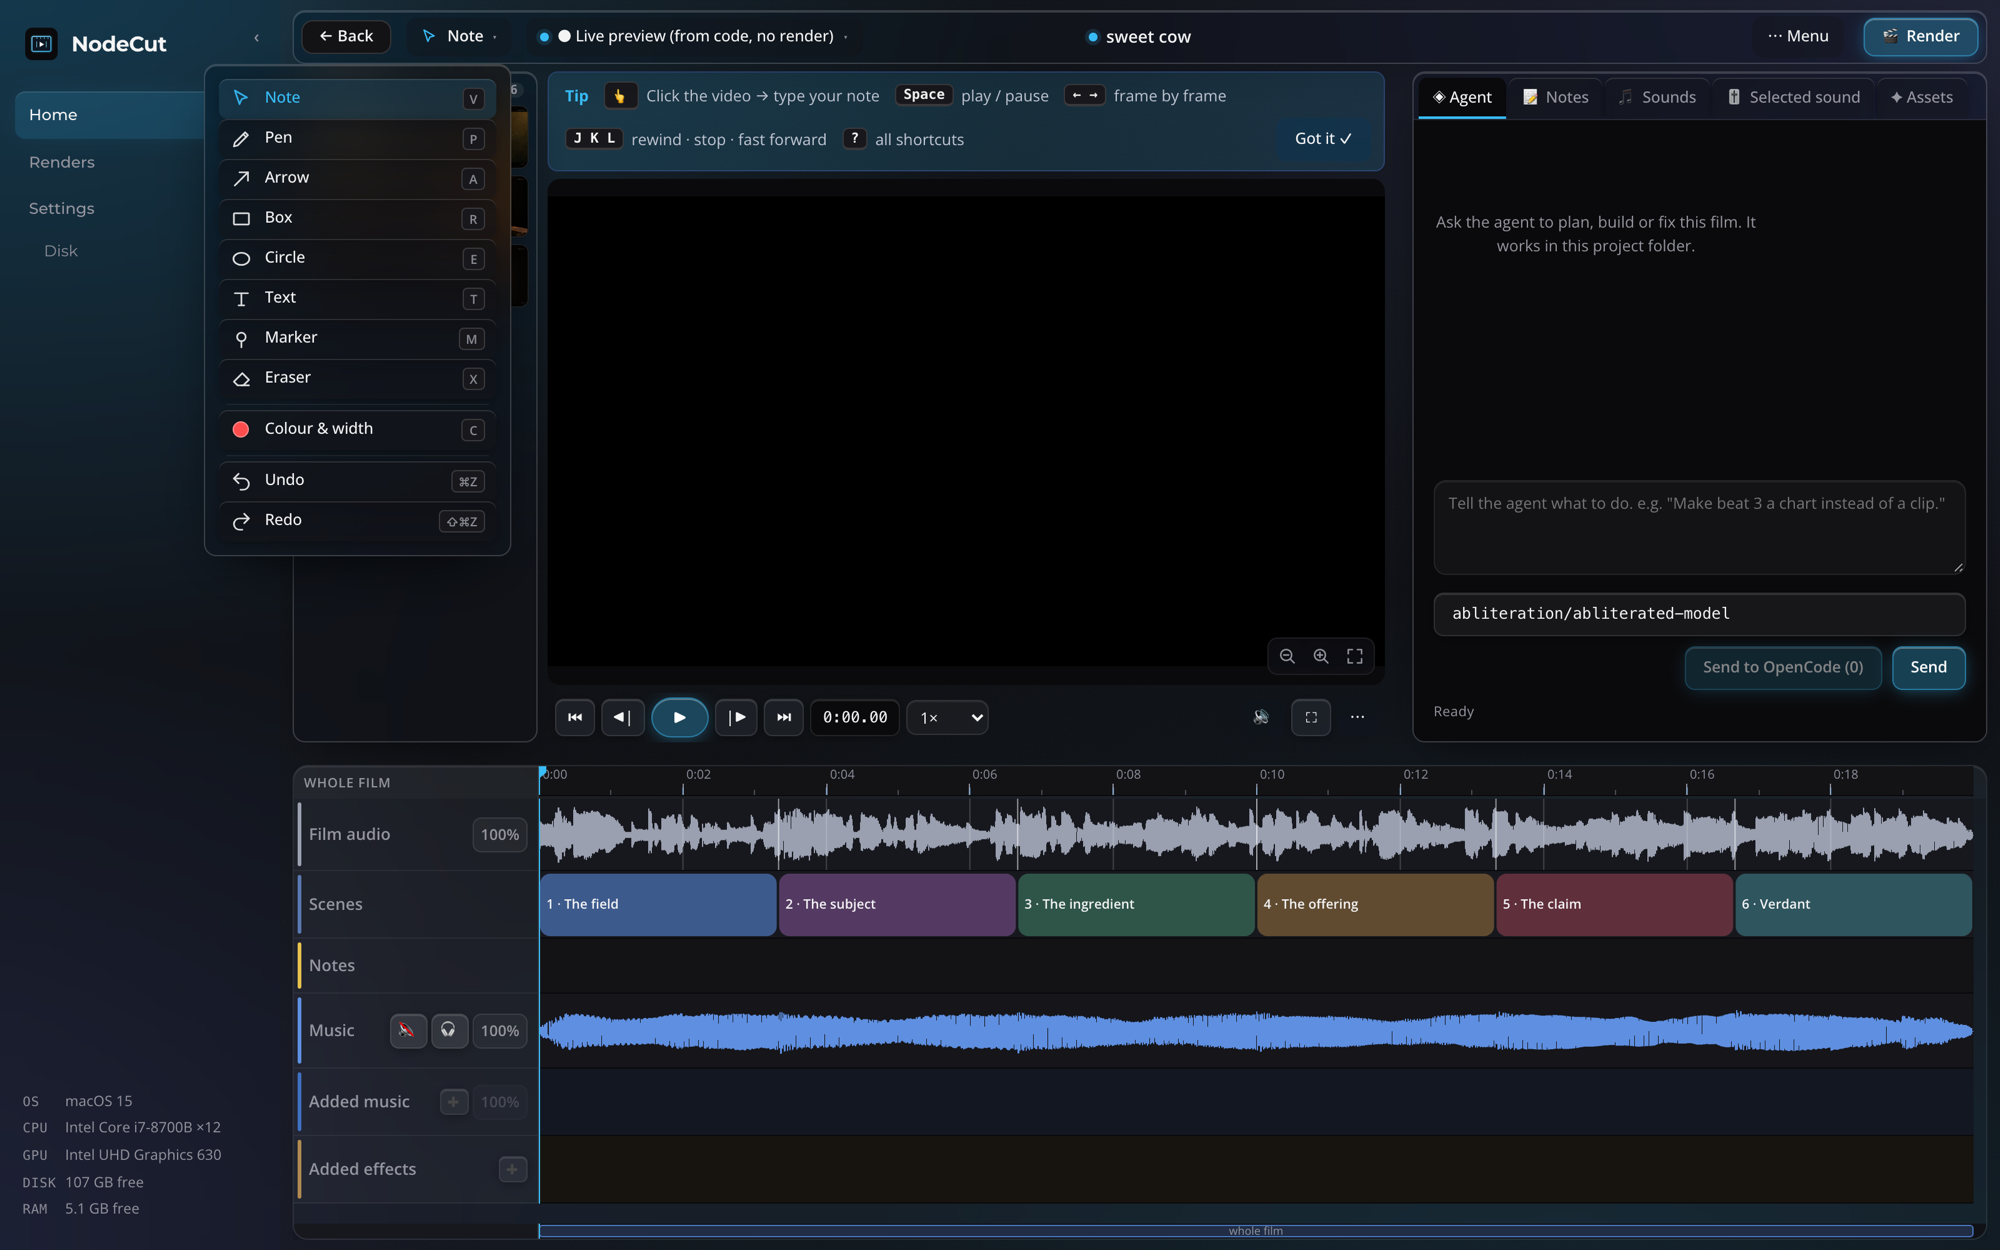 NodeCut
‹
← Back
Note ·
Live preview (from code, no render) ·
sweet cow
··· Menu
Render
Home
Renders
Settings
Disk
Note V
Pen P
Arrow A
Box R
Circle E
Text T
Marker M
Eraser X
Colour & width C
Undo ⌘Z
Redo ⇧⌘Z
6
Tip Click the video → type your note Space play / pause ← → frame by frame
J K L rewind · stop · fast forward ? all shortcuts
Got it ✓
◈ Agent
Notes
Sounds
Selected sound
✦ Assets
Ask the agent to plan, build or fix this film. It
works in this project folder.
Tell the agent what to do. e.g. "Make beat 3 a chart instead of a clip."
abliteration/abliterated-model
Send to OpenCode (0)
Send
Ready
0:00.00
1×
···
WHOLE FILM
0:00 0:02 0:04 0:06 0:08 0:10 0:12 0:14 0:16 0:18
Film audio 100%
Scenes
1 · The field
2 · The subject
3 · The ingredient
4 · The offering
5 · The claim
6 · Verdant
Notes
Music 100%
Added music + 100%
Added effects +
whole film
OS macOS 15
CPU Intel Core i7-8700B ×12
GPU Intel UHD Graphics 630
DISK 107 GB free
RAM 5.1 GB free